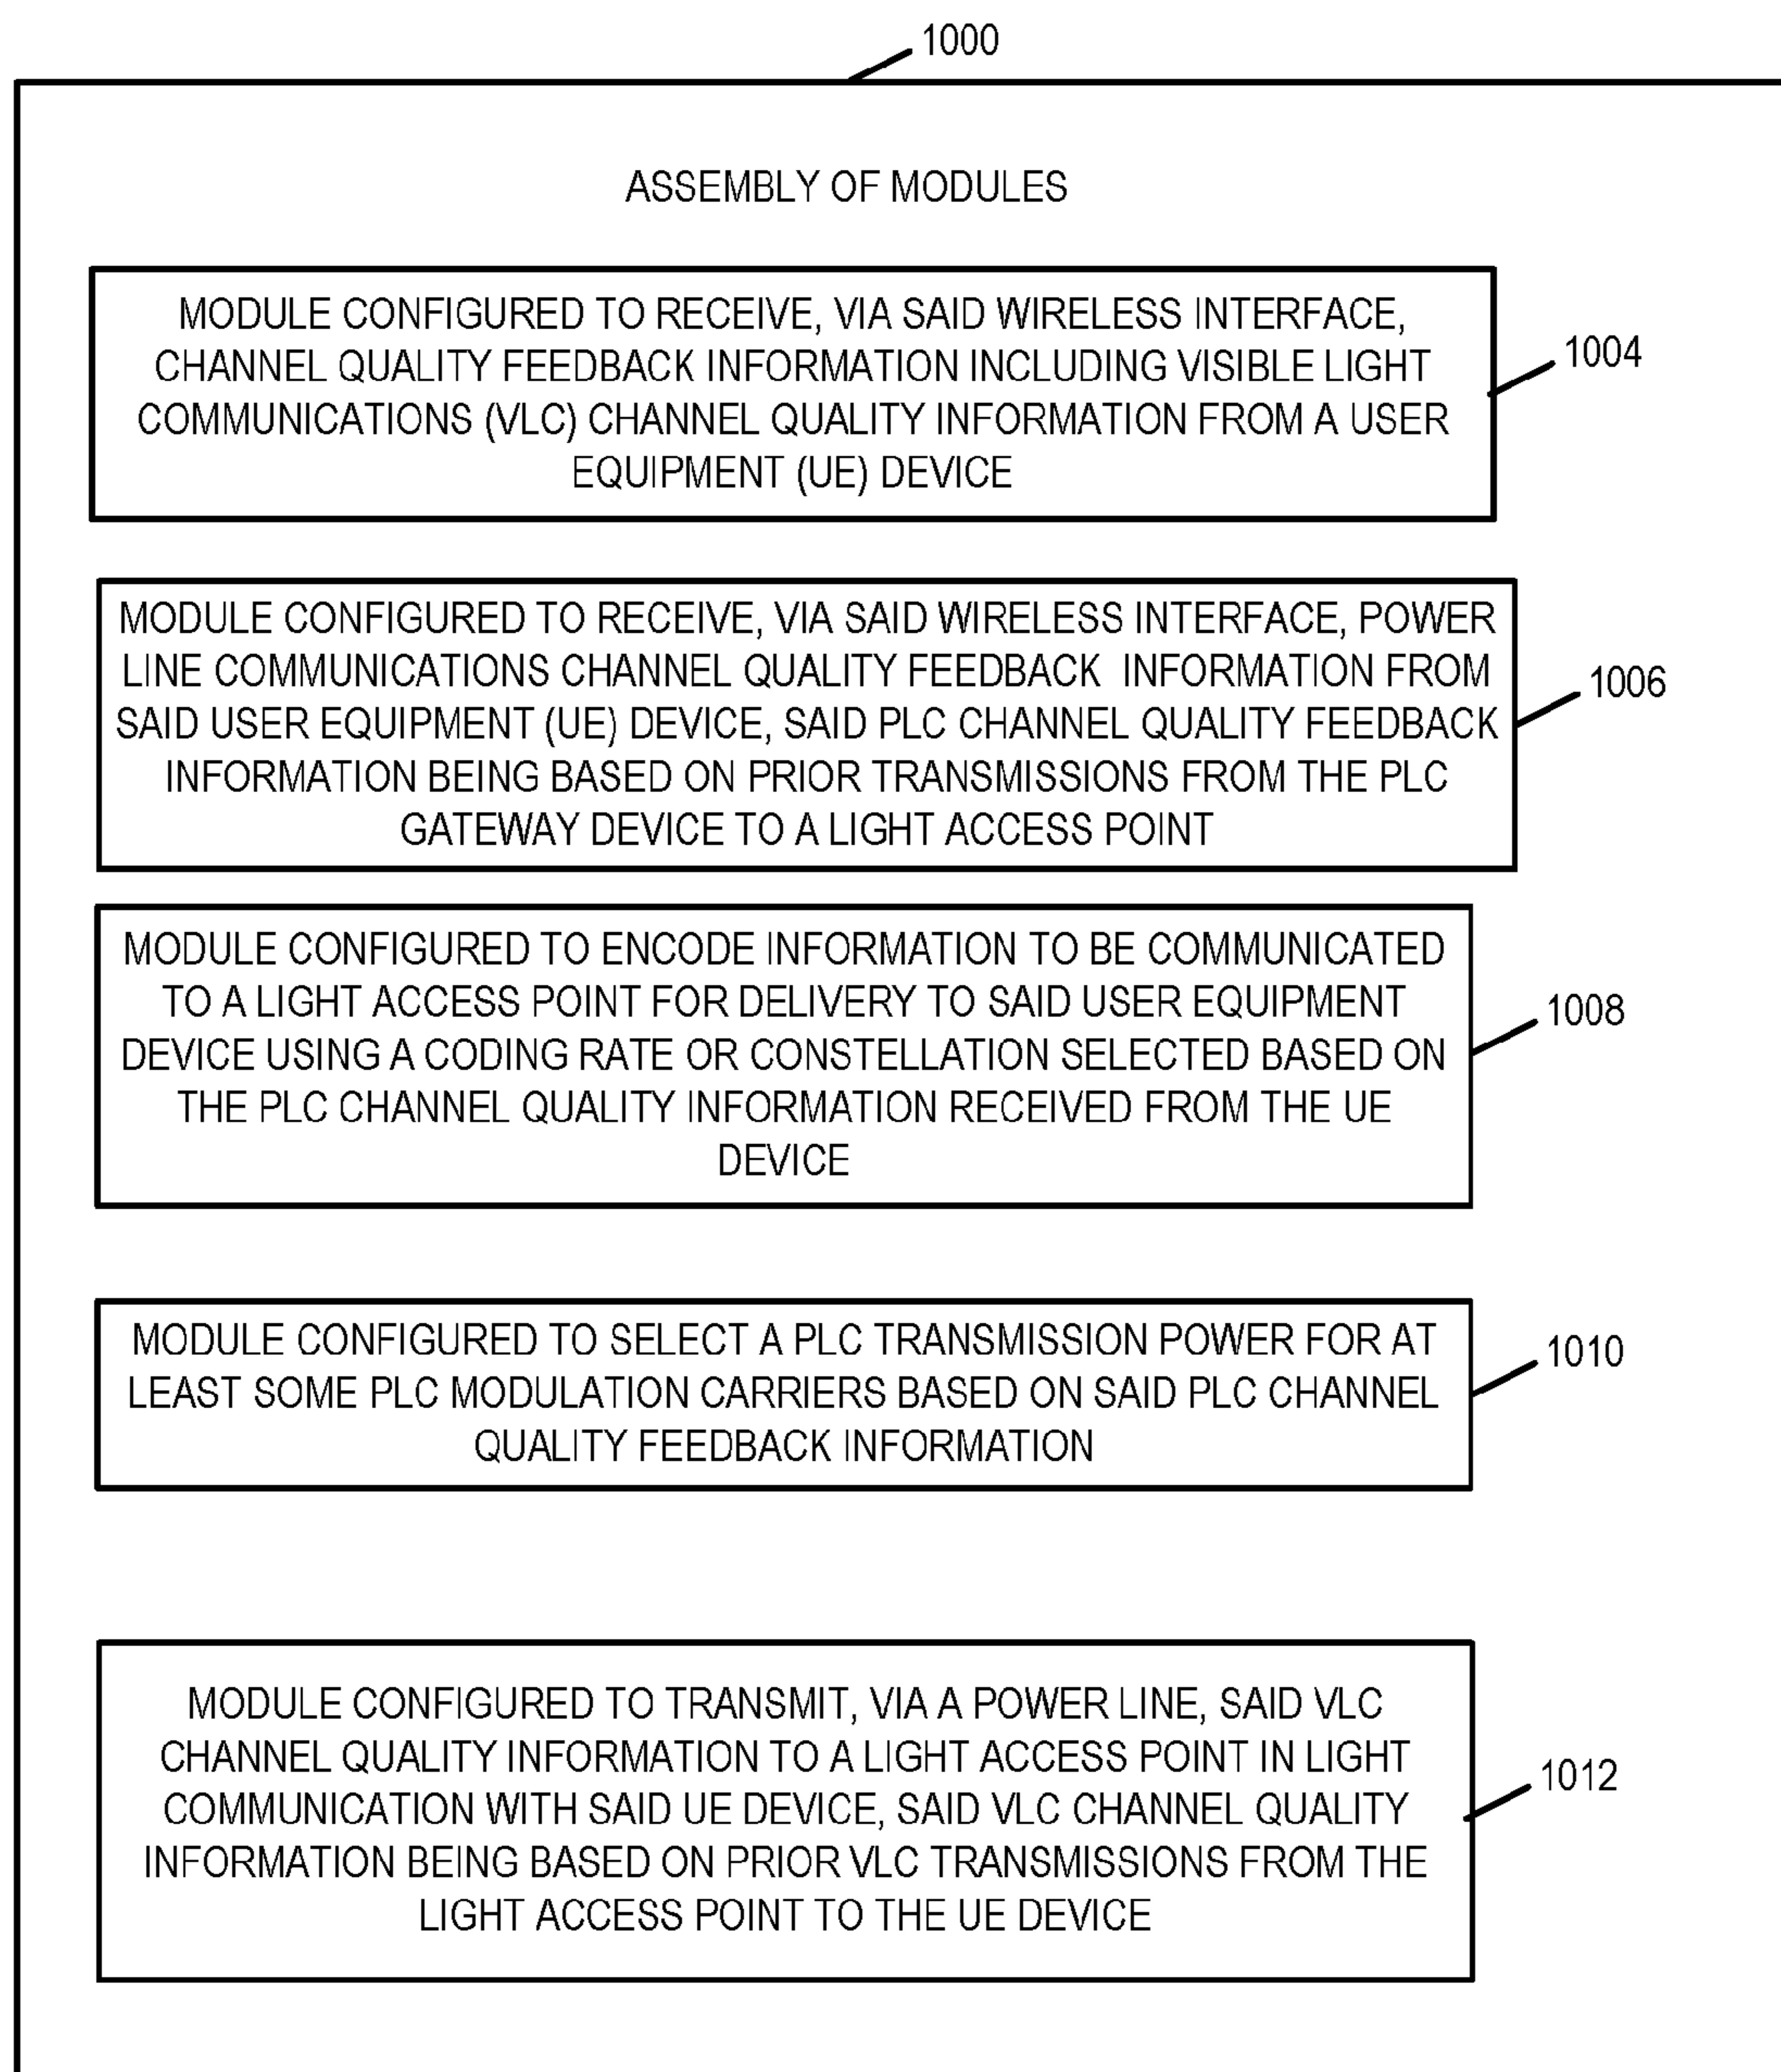 1000
ASSEMBLY OF MODULES
MODULE CONFIGURED TO RECEIVE, VIA SAID WIRELESS INTERFACE,
CHANNEL QUALITY FEEDBACK INFORMATION INCLUDING VISIBLE LIGHT
COMMUNICATIONS (VLC) CHANNEL QUALITY INFORMATION FROM A USER
EQUIPMENT (UE) DEVICE
1004
MODULE CONFIGURED TO RECEIVE, VIA SAID WIRELESS INTERFACE, POWER
LINE COMMUNICATIONS CHANNEL QUALITY FEEDBACK INFORMATION FROM
SAID USER EQUIPMENT (UE) DEVICE, SAID PLC CHANNEL QUALITY FEEDBACK
INFORMATION BEING BASED ON PRIOR TRANSMISSIONS FROM THE PLC
GATEWAY DEVICE TO A LIGHT ACCESS POINT
1006
MODULE CONFIGURED TO ENCODE INFORMATION TO BE COMMUNICATED
TO A LIGHT ACCESS POINT FOR DELIVERY TO SAID USER EQUIPMENT
DEVICE USING A CODING RATE OR CONSTELLATION SELECTED BASED ON
THE PLC CHANNEL QUALITY INFORMATION RECEIVED FROM THE UE
DEVICE
1008
MODULE CONFIGURED TO SELECT A PLC TRANSMISSION POWER FOR AT
LEAST SOME PLC MODULATION CARRIERS BASED ON SAID PLC CHANNEL
QUALITY FEEDBACK INFORMATION
1010
MODULE CONFIGURED TO TRANSMIT, VIA A POWER LINE, SAID VLC
CHANNEL QUALITY INFORMATION TO A LIGHT ACCESS POINT IN LIGHT
COMMUNICATION WITH SAID UE DEVICE, SAID VLC CHANNEL QUALITY
INFORMATION BEING BASED ON PRIOR VLC TRANSMISSIONS FROM THE
LIGHT ACCESS POINT TO THE UE DEVICE
1012